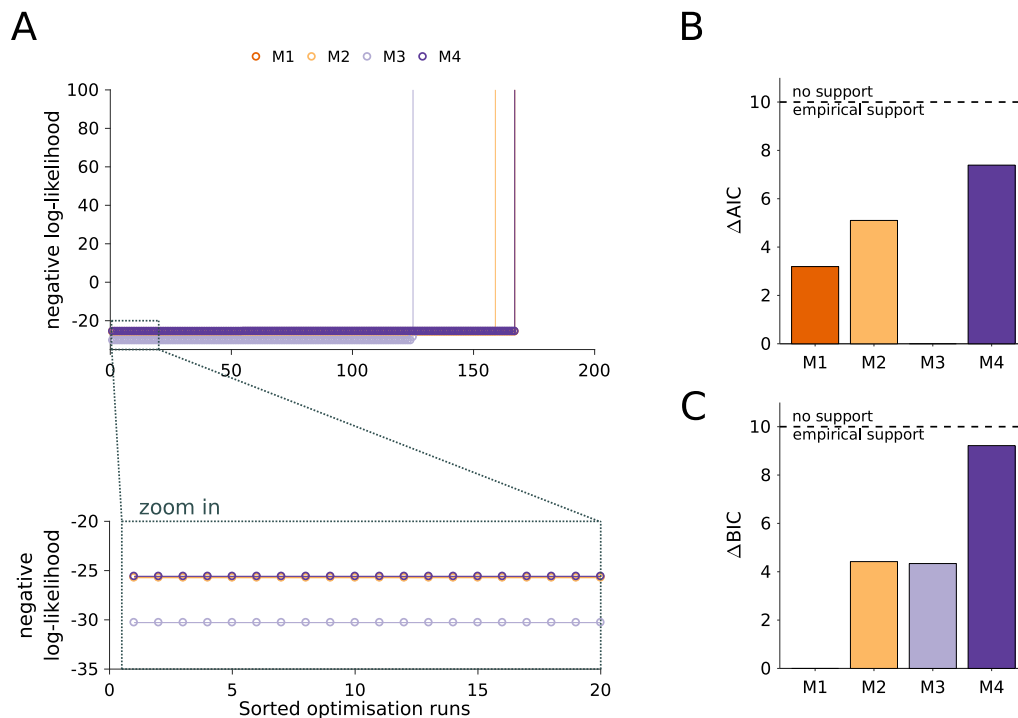 A
M1 M2 M3 M4
negative log-likelihood
100
80
60
40
20
0
-20
0 50 100 150 200
zoom in
negative
log-likelihood
-20
-25
-30
-35
0 5 10 15 20
Sorted optimisation runs
B
ΔAIC
10
8
6
4
2
0
no support
empirical support
M1 M2 M3 M4
C
ΔBIC
10
8
6
4
2
0
no support
empirical support
M1 M2 M3 M4